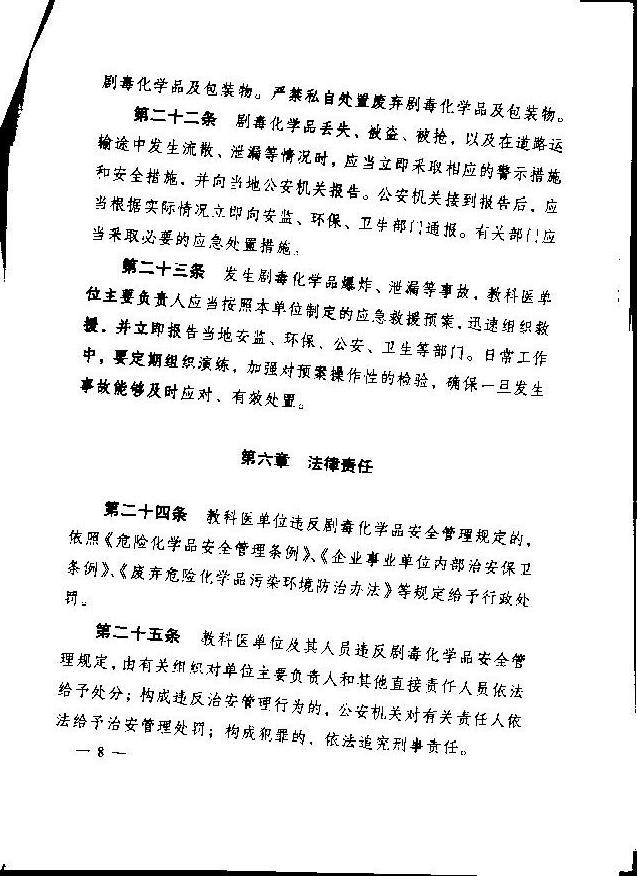 剧毒化学品及包装物。严禁私自处置废弃剧毒化学品及包装物。
第二十二条　剧毒化学品丢失、被盗、被抢，以及在道路运
输途中发生流散、泄漏等情况时，应当立即采取相应的警示措施
和安全措施，并向当地公安机关报告。公安机关接到报告后，应
当根据实际情况立即向安监、环保、卫生部门通报。有关部门应
当采取必要的应急处置措施。
第二十三条　发生剧毒化学品爆炸、泄漏等事故，教科医单
位主要负责人应当按照本单位制定的应急救援预案，迅速组织救
援，并立即报告当地安监、环保、公安、卫生等部门。日常工作
中，要定期组织演练，加强对预案操作性的检验，确保一旦发生
事故能够及时应对、有效处置。
第六章　法律责任
第二十四条　教科医单位违反剧毒化学品安全管理规定的，
依照《危险化学品安全管理条例》、《企业事业单位内部治安保卫
条例》、《废弃危险化学品污染环境防治办法》等规定给予行政处
罚。
第二十五条　教科医单位及其人员违反剧毒化学品安全管
理规定，由有关组织对单位主要负责人和其他直接责任人员依法
给予处分；构成违反治安管理行为的，公安机关对有关责任人依
法给予治安管理处罚；构成犯罪的，依法追究刑事责任。
— 8 —